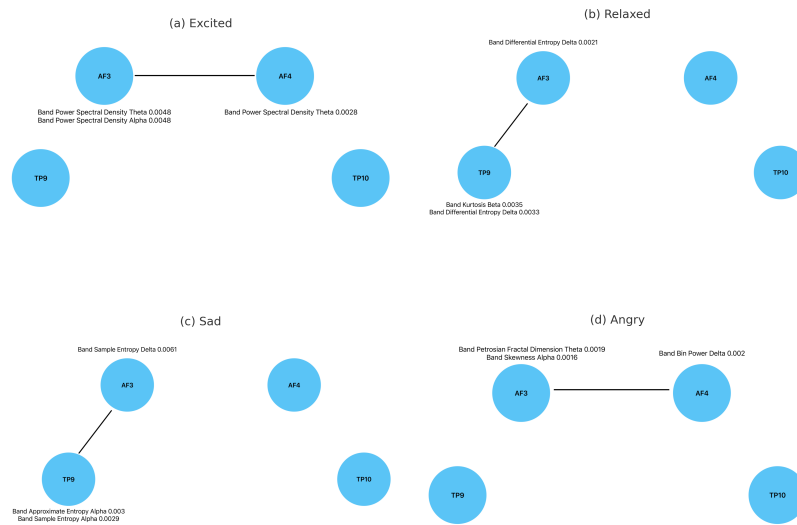 (a) Excited
AF3
AF4
Band Power Spectral Density Theta 0.0048
Band Power Spectral Density Alpha 0.0048
Band Power Spectral Density Theta 0.0028
TP9
TP10
(b) Relaxed
Band Differential Entropy Delta 0.0021
AF3
AF4
TP9
TP10
Band Kurtosis Beta 0.0035
Band Differential Entropy Delta 0.0033
(c) Sad
Band Sample Entropy Delta 0.0061
AF3
AF4
TP9
TP10
Band Approximate Entropy Alpha 0.003
Band Sample Entropy Alpha 0.0029
(d) Angry
Band Petrosian Fractal Dimension Theta 0.0019
Band Skewness Alpha 0.0016
Band Bin Power Delta 0.002
AF3
AF4
TP9
TP10